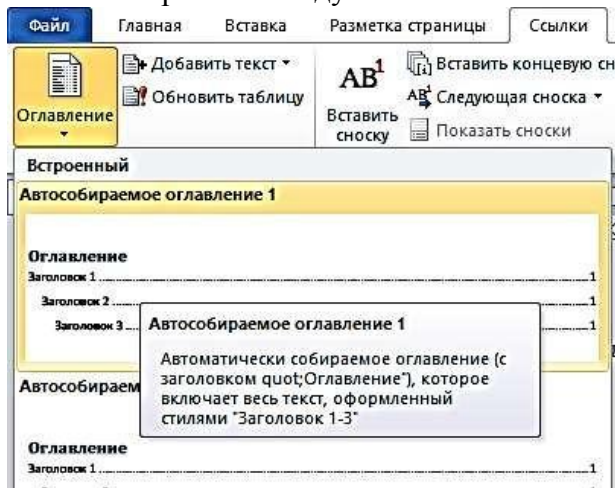 Файл Главная Вставка Разметка страницы Ссылки
Добавить текст
Обновить таблицу
Оглавление
AB1
Вставить сноску
Вставить концевую сн
AB1 Следующая сноска
Показать сноски
Встроенный
Автособираемое оглавление 1
Оглавление
Заголовок 1 1
Заголовок 2 1
Заголовок 3 1
Автособираемое оглавление 1
Автоматически собираемое оглавление (с
заголовком quot;Оглавление"), которое
включает весь текст, оформленный
стилями "Заголовок 1-3"
Автособираем
Оглавление
Заголовок 1 1